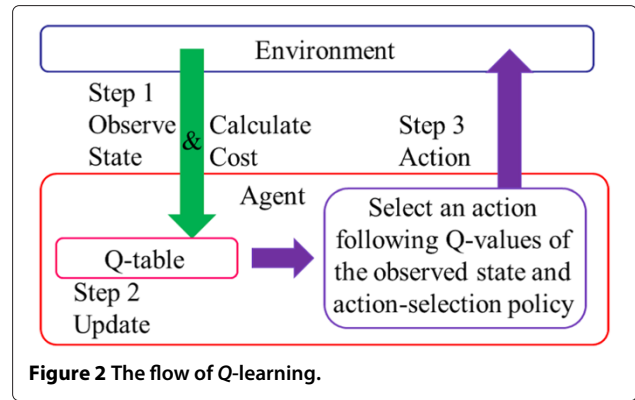 Environment
Step 1
Observe
State
&
Calculate
Cost
Step 3
Action
Agent
Q-table
Step 2
Update
Select an action
following Q-values of
the observed state and
action-selection policy
Figure 2 The flow of Q-learning.